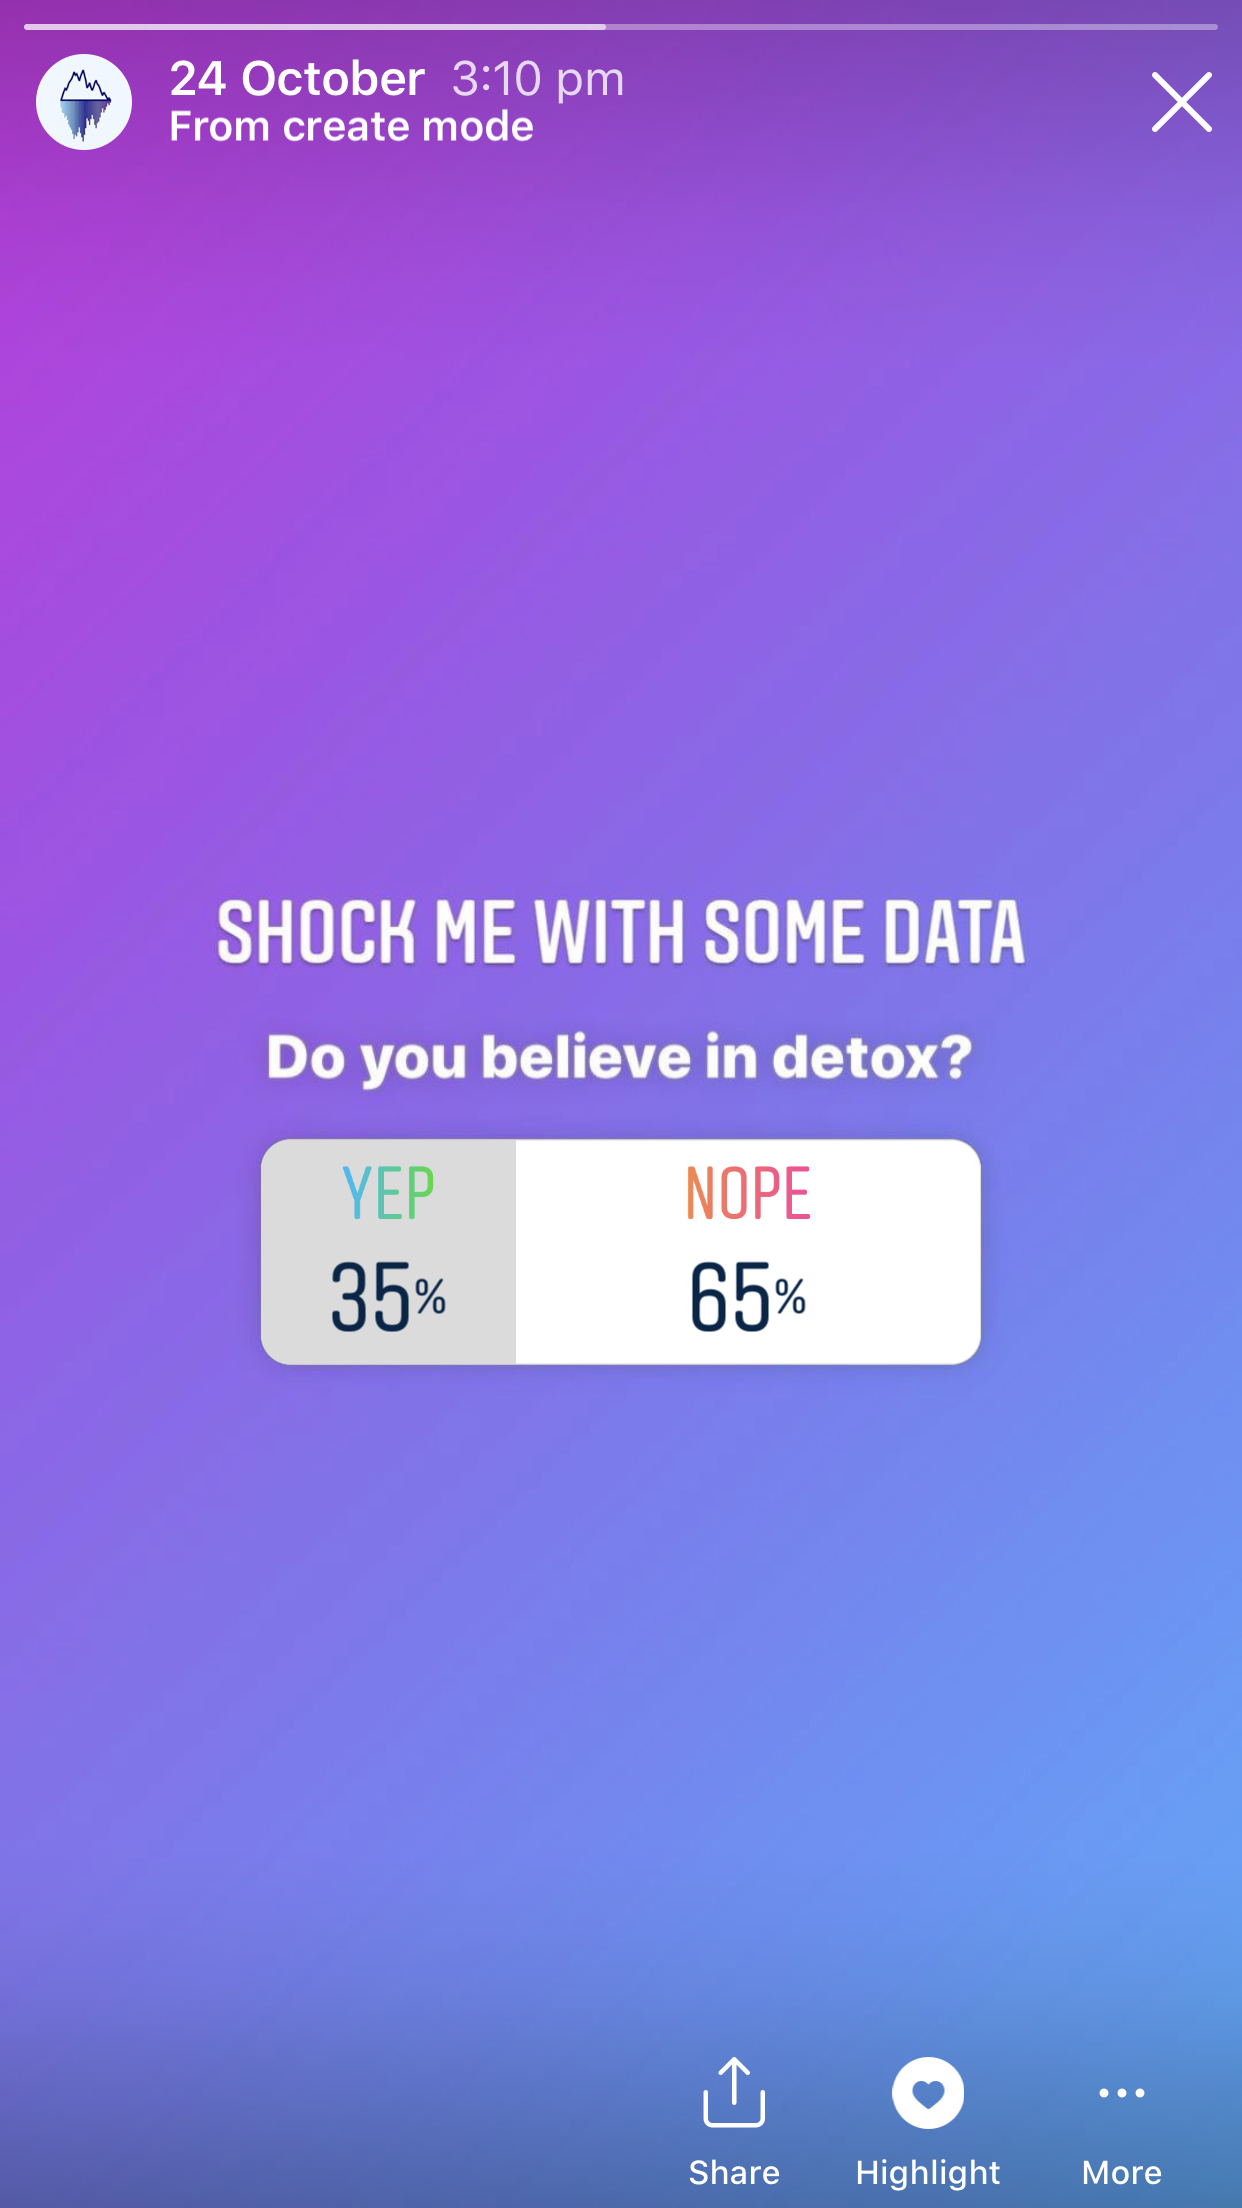 24 October 3:10 pm
From create mode
SHOCK ME WITH SOME DATA
Do you believe in detox?
YEP NOPE
35% 65%
Share Highlight More